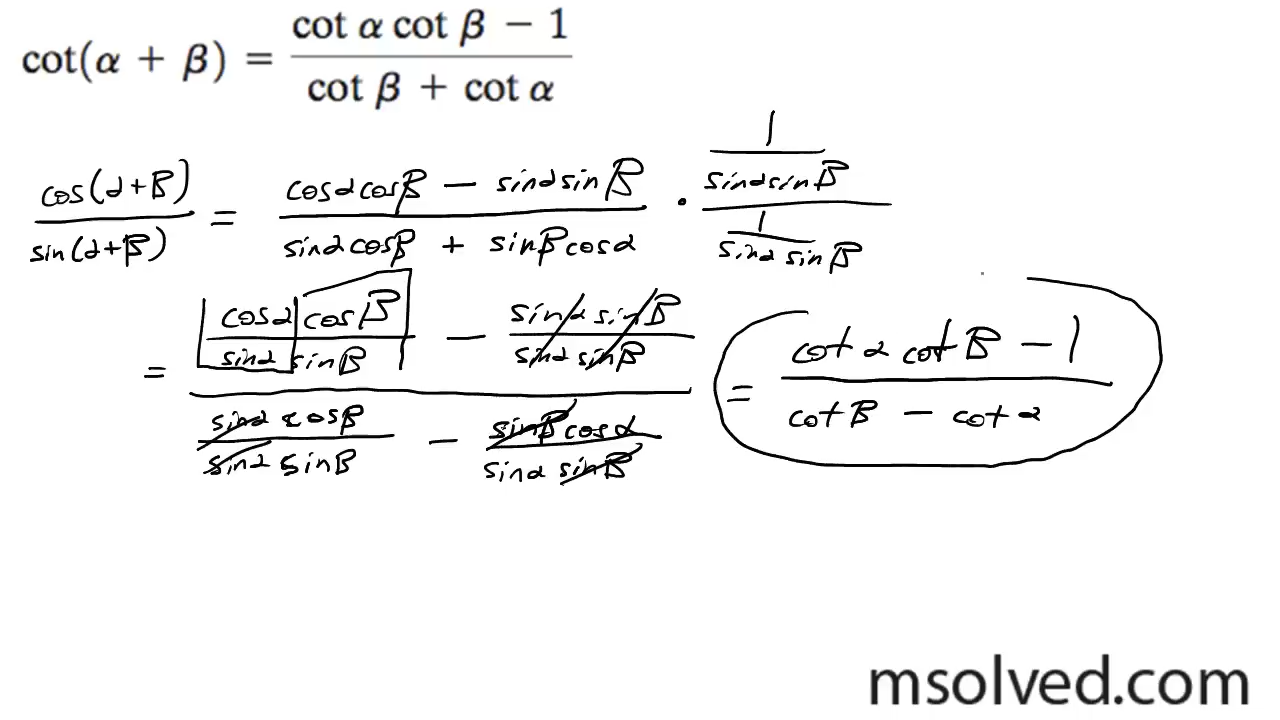 cot(α + β) = (cot α cot β − 1) / (cot β + cot α)
cos(α+β) / sin(α+β) = (cosα cosβ − sinα sinβ) / (sinα cosβ + sinβ cosα) · (1 / (sinα sinβ)) / (1 / (sinα sinβ))
= ((cosα cosβ) / (sinα sinβ) − (sinα sinβ) / (sinα sinβ)) / ((sinα cosβ) / (sinα sinβ) − (sinβ cosα) / (sinα sinβ)) = (cot α cot β − 1) / (cot β − cot α)
msolved.com